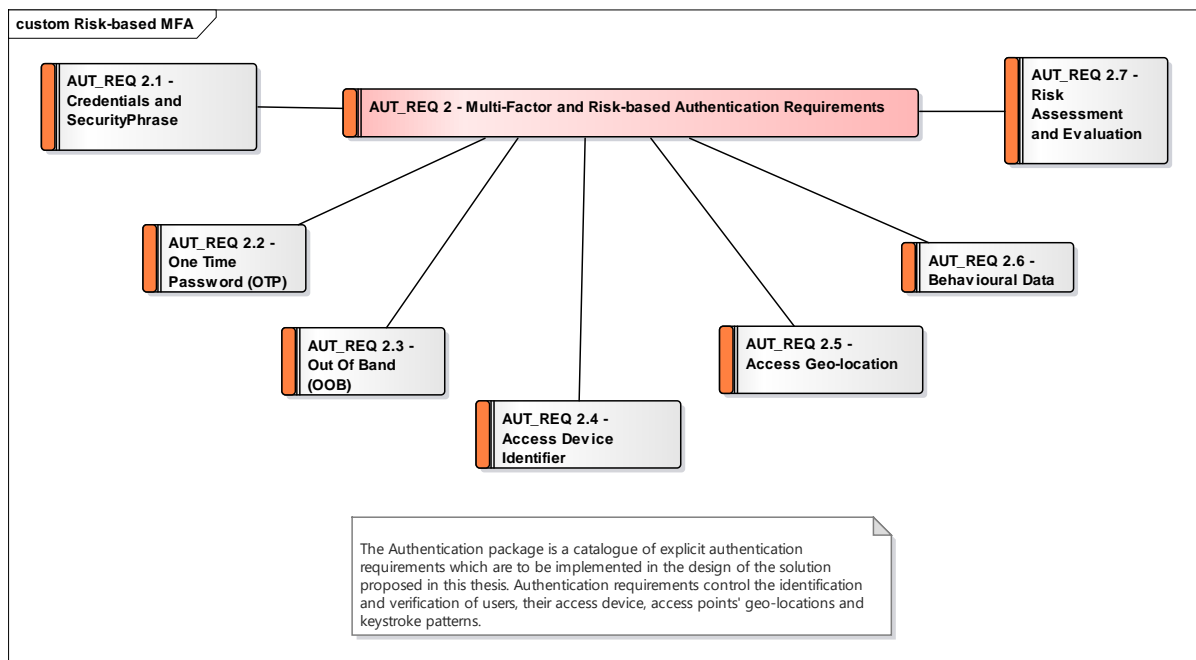 custom Risk-based MFA
AUT_REQ 2.1 -
Credentials and
SecurityPhrase
AUT_REQ 2 - Multi-Factor and Risk-based Authentication Requirements
AUT_REQ 2.7 -
Risk
Assessment
and Evaluation
AUT_REQ 2.2 -
One Time
Password (OTP)
AUT_REQ 2.6 -
Behavioural Data
AUT_REQ 2.3 -
Out Of Band
(OOB)
AUT_REQ 2.5 -
Access Geo-location
AUT_REQ 2.4 -
Access Device
Identifier
The Authentication package is a catalogue of explicit authentication
requirements which are to be implemented in the design of the solution
proposed in this thesis. Authentication requirements control the identification
and verification of users, their access device, access points' geo-locations and
keystroke patterns.